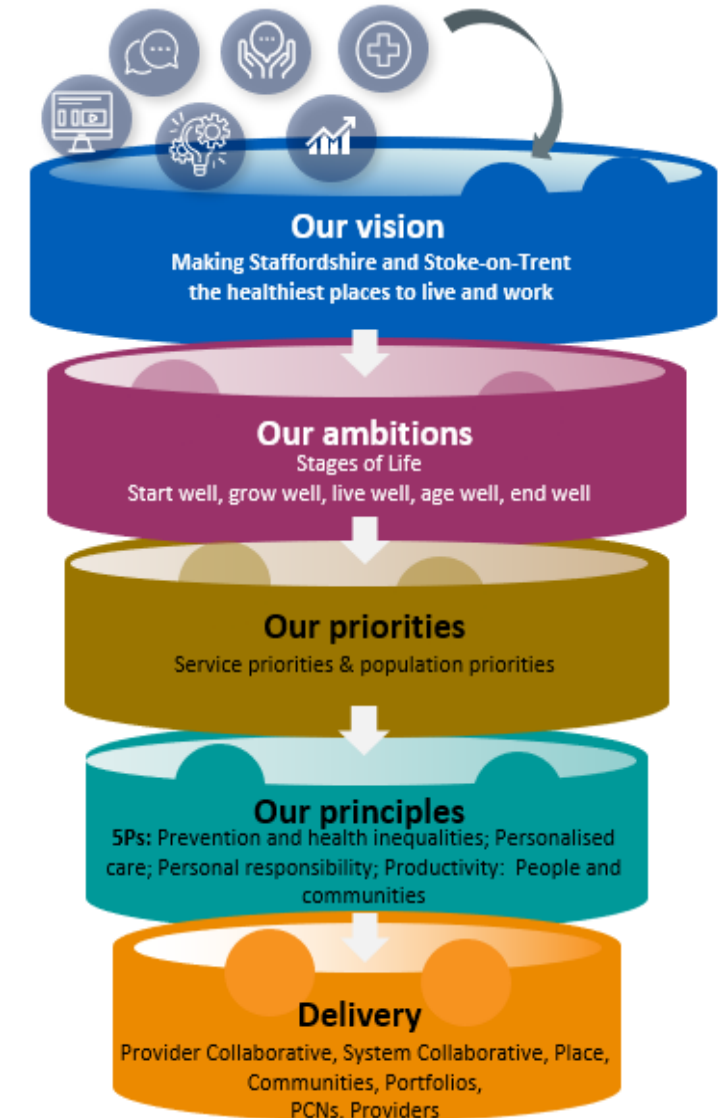 Our vision
Making Staffordshire and Stoke-on-Trent
the healthiest places to live and work
Our ambitions
Stages of Life
Start well, grow well, live well, age well, end well
Our priorities
Service priorities & population priorities
Our principles
5Ps: Prevention and health inequalities; Personalised
care; Personal responsibility; Productivity: People and
communities
Delivery
Provider Collaborative, System Collaborative, Place,
Communities, Portfolios,
PCNs, Providers